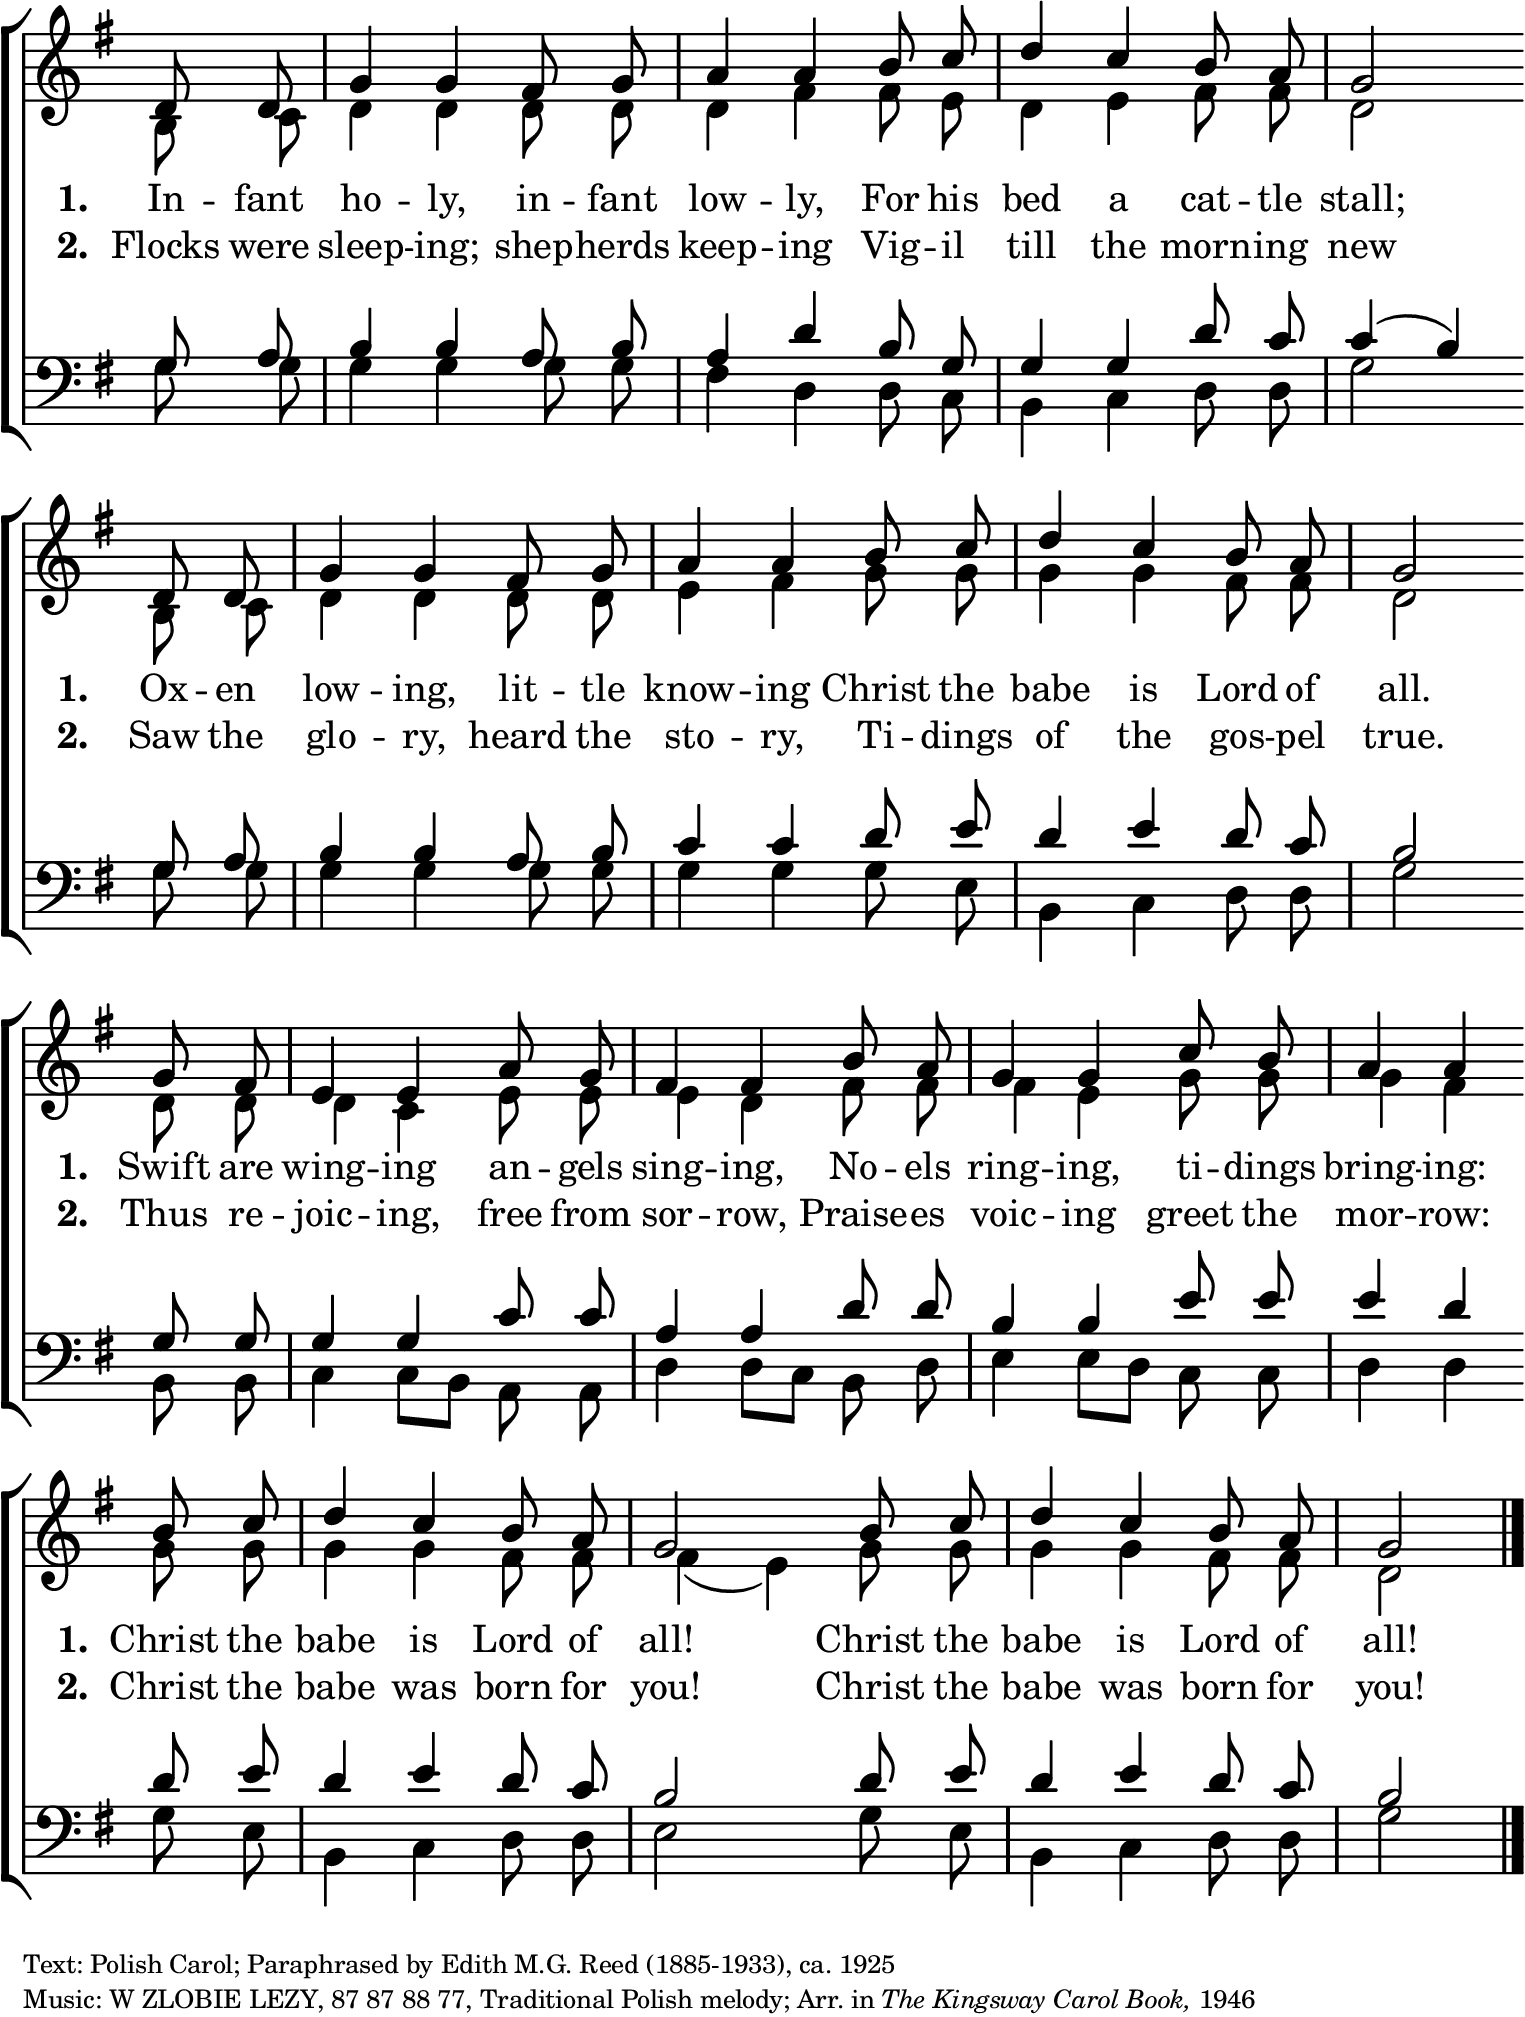 1. In -- fant ho -- ly, in -- fant low -- ly, For his bed a cat -- tle stall;
2. Flocks were sleep -- ing; shep -- herds keep -- ing Vig -- il till the morn -- ing new
1. Ox -- en low -- ing, lit -- tle know -- ing Christ the babe is Lord of all.
2. Saw the glo -- ry, heard the sto -- ry, Ti -- dings of the gos -- pel true.
1. Swift are wing -- ing an -- gels sing -- ing, No -- els ring -- ing, ti -- dings bring -- ing:
2. Thus re -- joic -- ing, free from sor -- row, Praise -- es voic -- ing greet the mor -- row:
1. Christ the babe is Lord of all! Christ the babe is Lord of all!
2. Christ the babe was born for you! Christ the babe was born for you!
Text: Polish Carol; Paraphrased by Edith M.G. Reed (1885-1933), ca. 1925
Music: W ZLOBIE LEZY, 87 87 88 77, Traditional Polish melody; Arr. in The Kingsway Carol Book, 1946